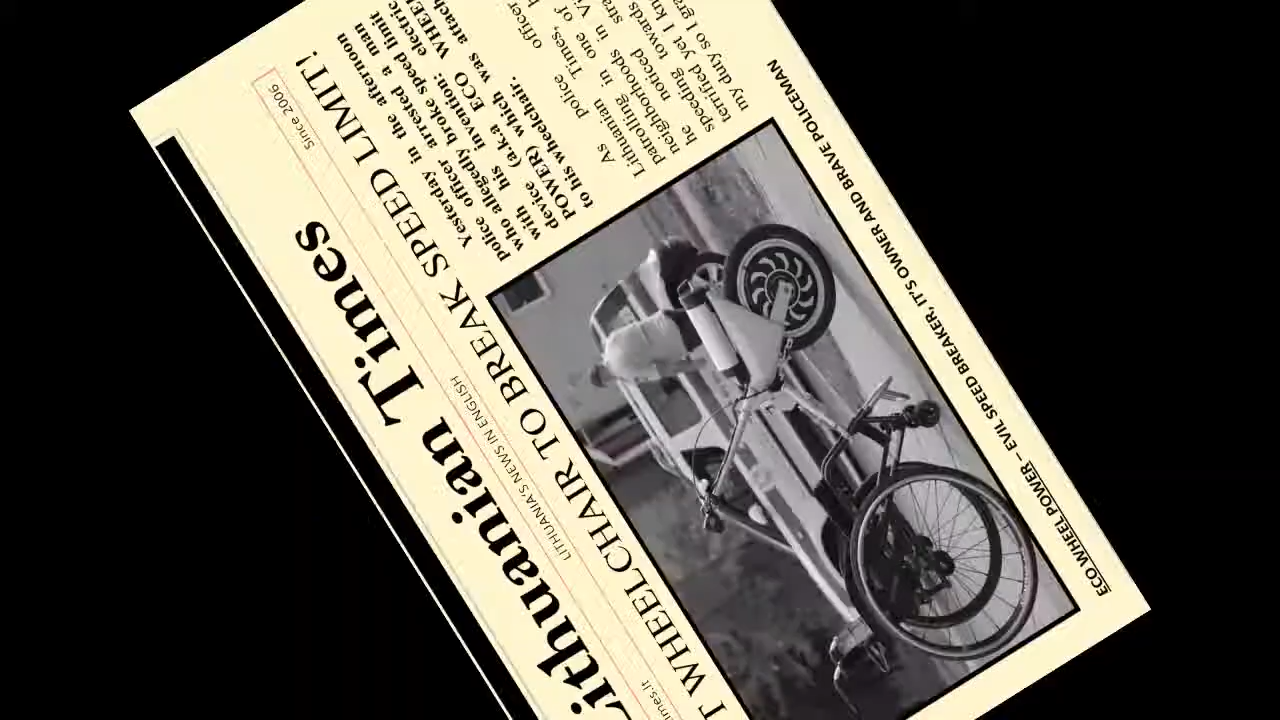 Lithuanian Times
LITHUANIA'S NEWS IN ENGLISH
Since 2006
WHEELCHAIR TO BREAK SPEED LIMIT!
Yesterday in the afternoon
police officer arrested a man
who allegedly broke speed limit
with his invention: electric
device (a.k.a ECO
POWER) which was
to his wheelchair.
As police officer
Lithuanian Times,
patrolling in one of
neighborhoods in
he noticed
speeding towards
terrified yet I
my duty so I
ECO WHEEL POWER – EVIL SPEED BREAKER, IT'S OWNER AND BRAVE POLICEMAN